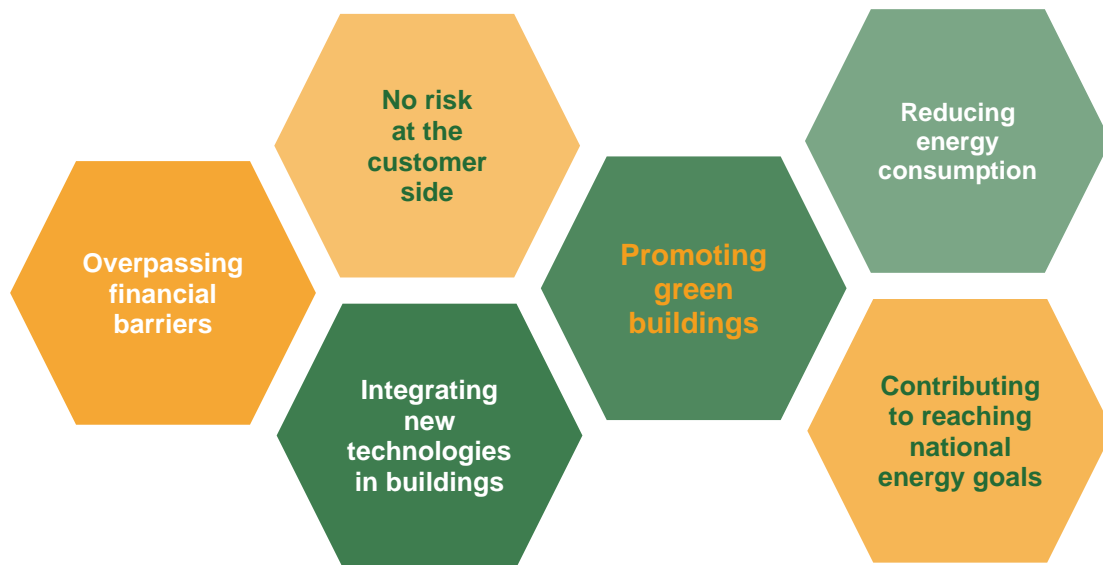 Overpassing
financial
barriers
No risk
at the
customer
side
Integrating
new
technologies
in buildings
Promoting
green
buildings
Reducing
energy
consumption
Contributing
to reaching
national
energy goals